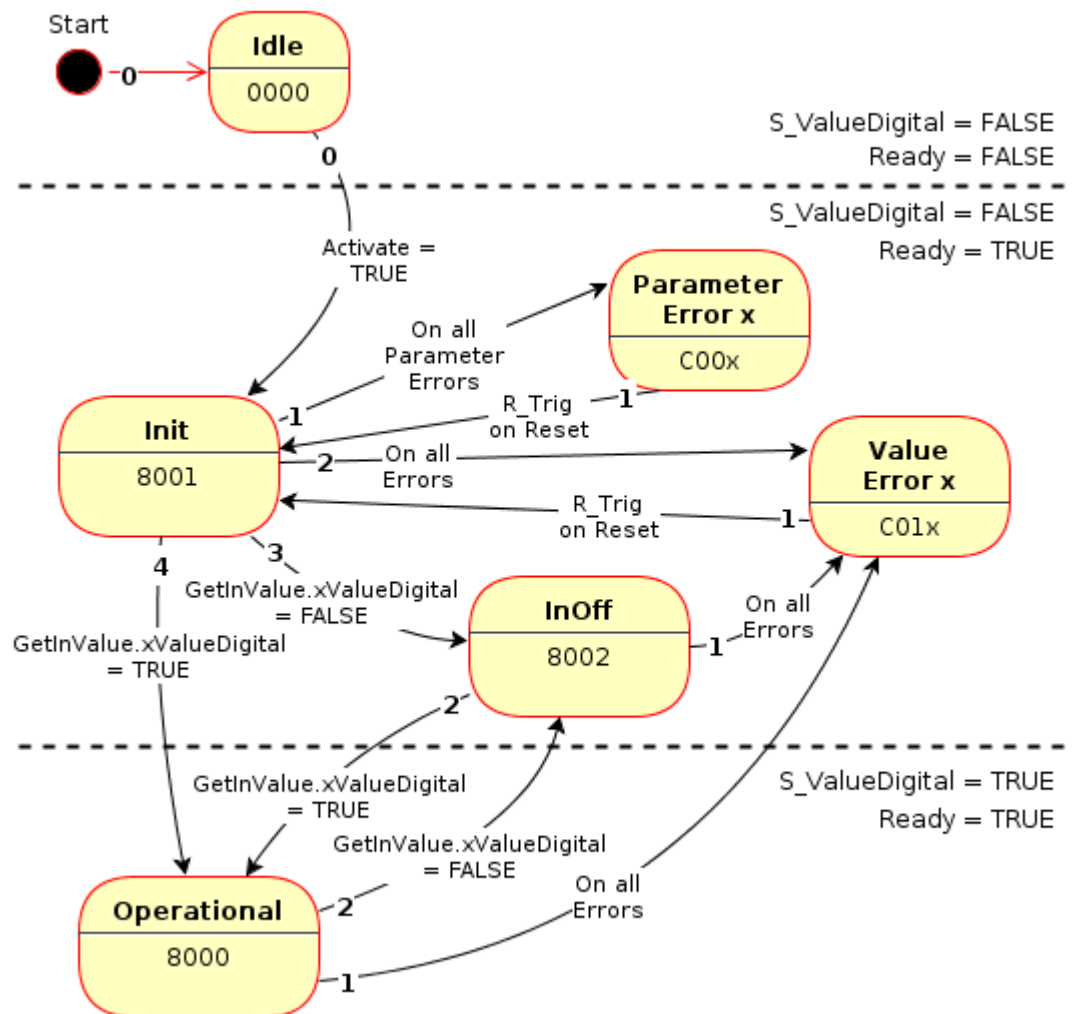 Start
Idle
0
0000
S_ValueDigital = FALSE
0
Ready = FALSE
S_ValueDigital = FALSE
Activate =
TRUE
Ready = TRUE
Parameter
Error x
On all
Parameter
Errors
C00x
1
R_Trig
on Reset
1
Init
8001
2
On all
Errors
Value
Error x
C01x
R_Trig
on Reset
1
4
3
GetInValue.xValueDigital
= FALSE
InOff
8002
On all
Errors
1
GetInValue.xValueDigital
= TRUE
2
GetInValue.xValueDigital
= TRUE
S_ValueDigital = TRUE
Ready = TRUE
GetInValue.xValueDigital
= FALSE
On all
Errors
Operational
8000
2
1